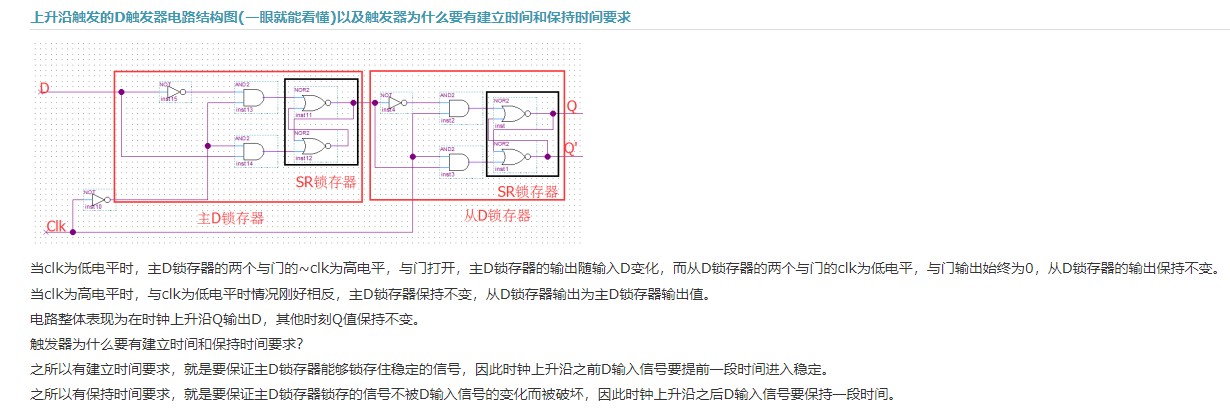 上升沿触发的D触发器电路结构图(一眼就能看懂)以及触发器为什么要有建立时间和保持时间要求
D
NOT
inst15
AND2
inst13
NOR2
inst11
NOT
inst4
AND2
inst2
NOR2
inst
Q
AND2
inst14
NOR2
inst12
AND2
inst3
NOR2
inst1
Q'
SR锁存器
SR锁存器
NOT
inst10
主D锁存器
从D锁存器
Clk
当clk为低电平时，主D锁存器的两个与门的~clk为高电平，与门打开，主D锁存器的输出随输入D变化，而从D锁存器的两个与门的clk为低电平，与门输出始终为0，从D锁存器的输出保持不变。
当clk为高电平时，与clk为低电平时情况刚好相反，主D锁存器保持不变，从D锁存器输出为主D锁存器输出值。
电路整体表现为在时钟上升沿Q输出D，其他时刻Q值保持不变。
触发器为什么要有建立时间和保持时间要求？
之所以有建立时间要求，就是要保证主D锁存器能够锁存住稳定的信号，因此时钟上升沿之前D输入信号要提前一段时间进入稳定。
之所以有保持时间要求，就是要保证主D锁存器锁存的信号不被D输入信号的变化而被破坏，因此时钟上升沿之后D输入信号要保持一段时间。